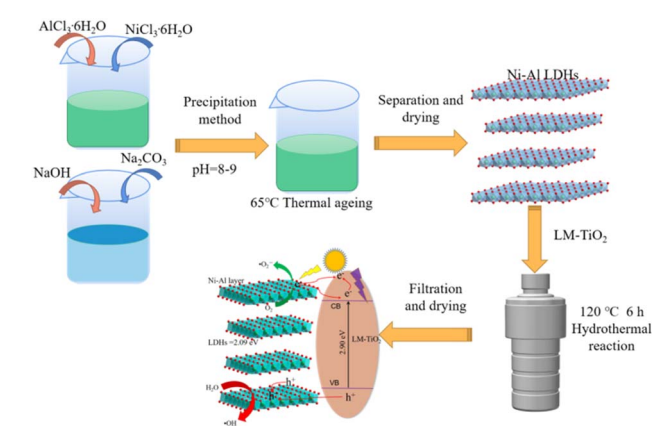 AlCl₃·6H₂O
NiCl₃·6H₂O
NaOH
Na₂CO₃
Precipitation
method
pH=8-9
65℃ Thermal ageing
Separation and
drying
Ni-Al LDHs
LM-TiO₂
120 ℃ 6 h
Hydrothermal
reaction
Filtration
and drying
•O₂⁻
Ni-Al layer
O₂
e⁻
e⁻
CB
LDHs =2.09 eV
2.90 eV
LM-TiO₂
VB
H₂O
h⁺
h⁺
h⁺
•OH